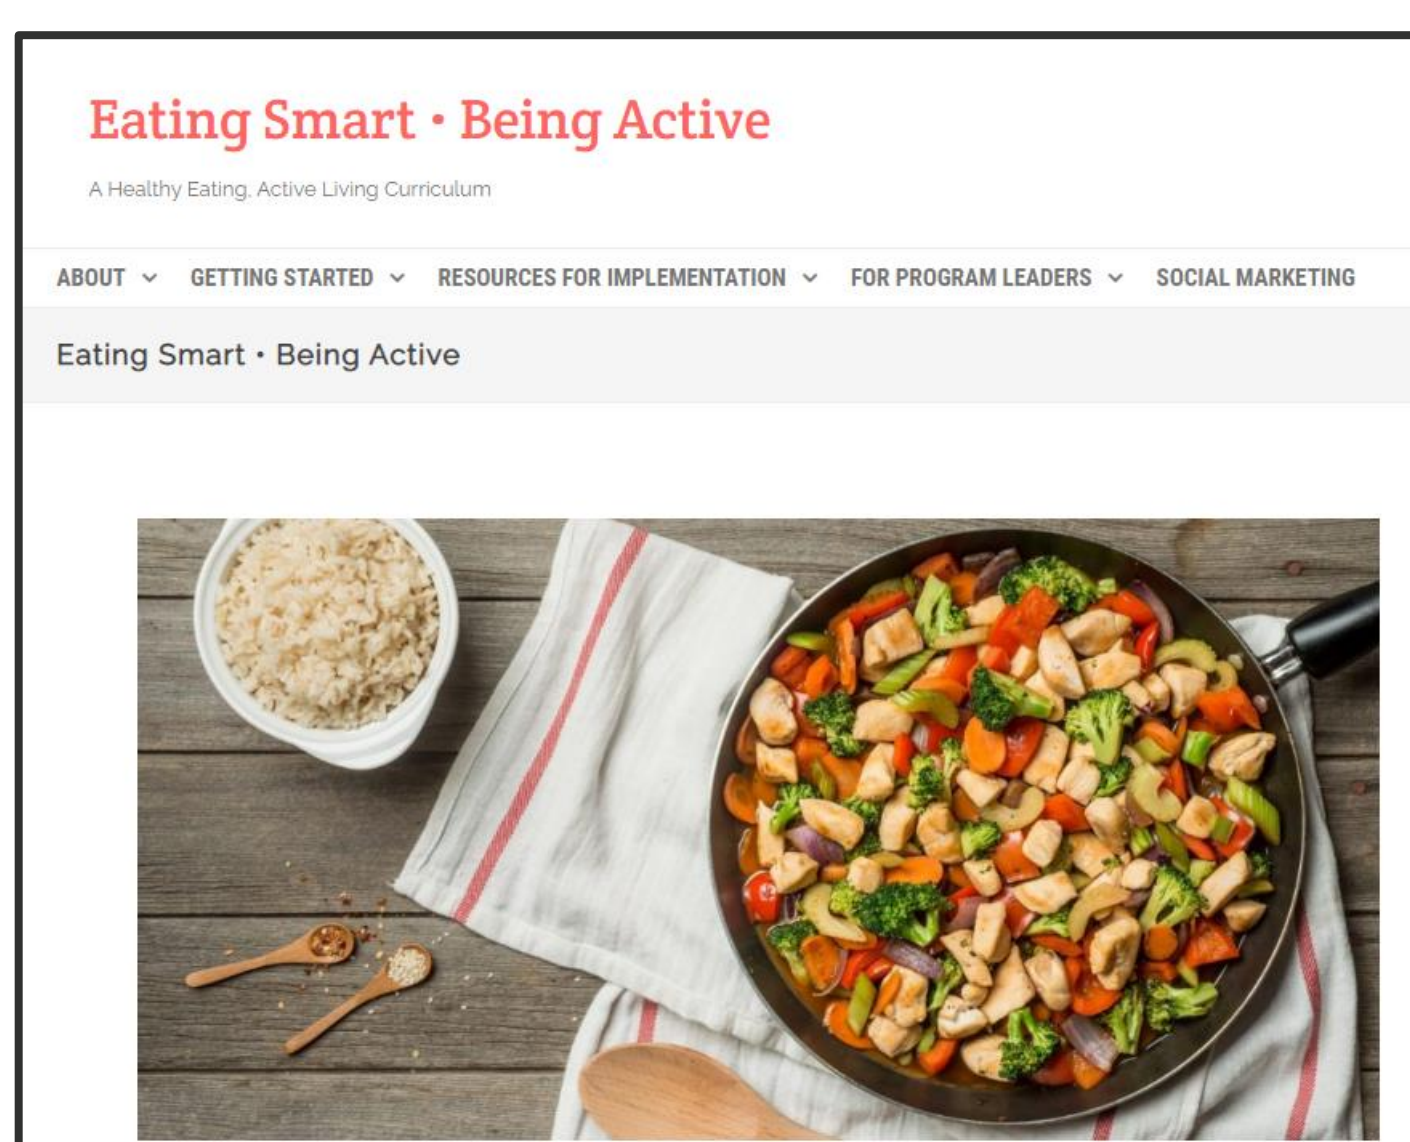 Eating Smart • Being Active
A Healthy Eating, Active Living Curriculum
ABOUT GETTING STARTED RESOURCES FOR IMPLEMENTATION FOR PROGRAM LEADERS SOCIAL MARKETING
Eating Smart • Being Active